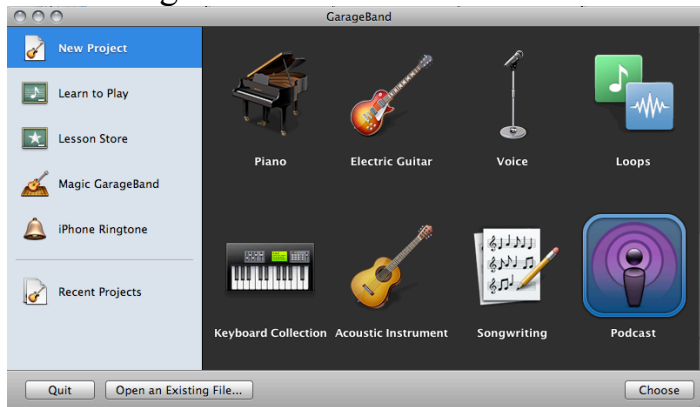 GarageBand
New Project
Learn to Play
Lesson Store
Magic GarageBand
iPhone Ringtone
Recent Projects
Piano Electric Guitar Voice Loops
Keyboard Collection Acoustic Instrument Songwriting Podcast
Quit Open an Existing File... Choose